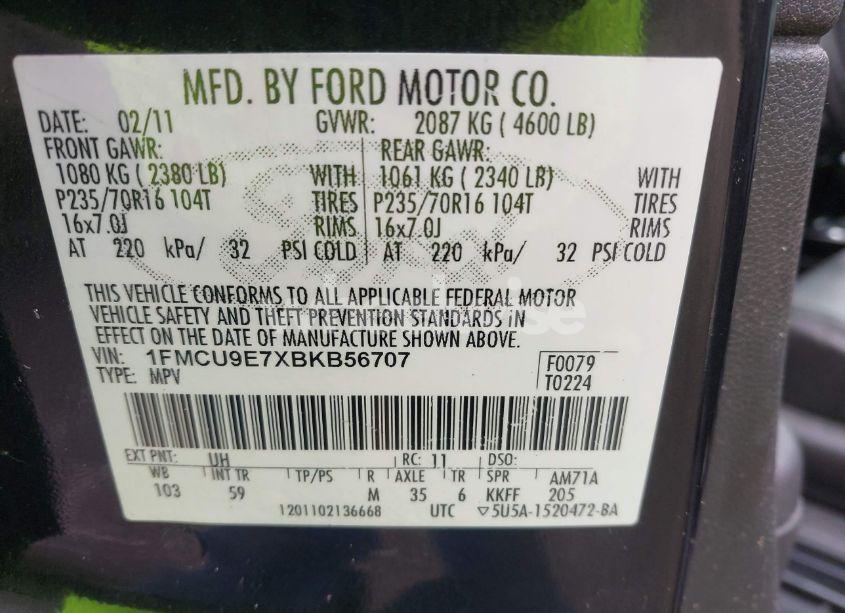 MFD. BY FORD MOTOR CO.
DATE: 02/11 GVWR: 2087 KG ( 4600 LB)
FRONT GAWR: REAR GAWR:
1080 KG ( 2380 LB) WITH 1061 KG ( 2340 LB) WITH
P235/70R16 104T TIRES P235/70R16 104T TIRES
16x7.0J RIMS 16x7.0J RIMS
AT 220 kPa/ 32 PSI COLD AT 220 kPa/ 32 PSI COLD
THIS VEHICLE CONFORMS TO ALL APPLICABLE FEDERAL MOTOR
VEHICLE SAFETY AND THEFT PREVENTION STANDARDS IN
EFFECT ON THE DATE OF MANUFACTURE SHOWN ABOVE.
VIN: 1FMCU9E7XBKB56707 F0079
TYPE: MPV T0224
EXT PNT: UH RC: 11 DSO:
WB INT TR TP/PS R AXLE TR SPR AM71A
103 59 M 35 6 KKFF 205
1201102136668 UTC ▽5U5A-1520472-BA